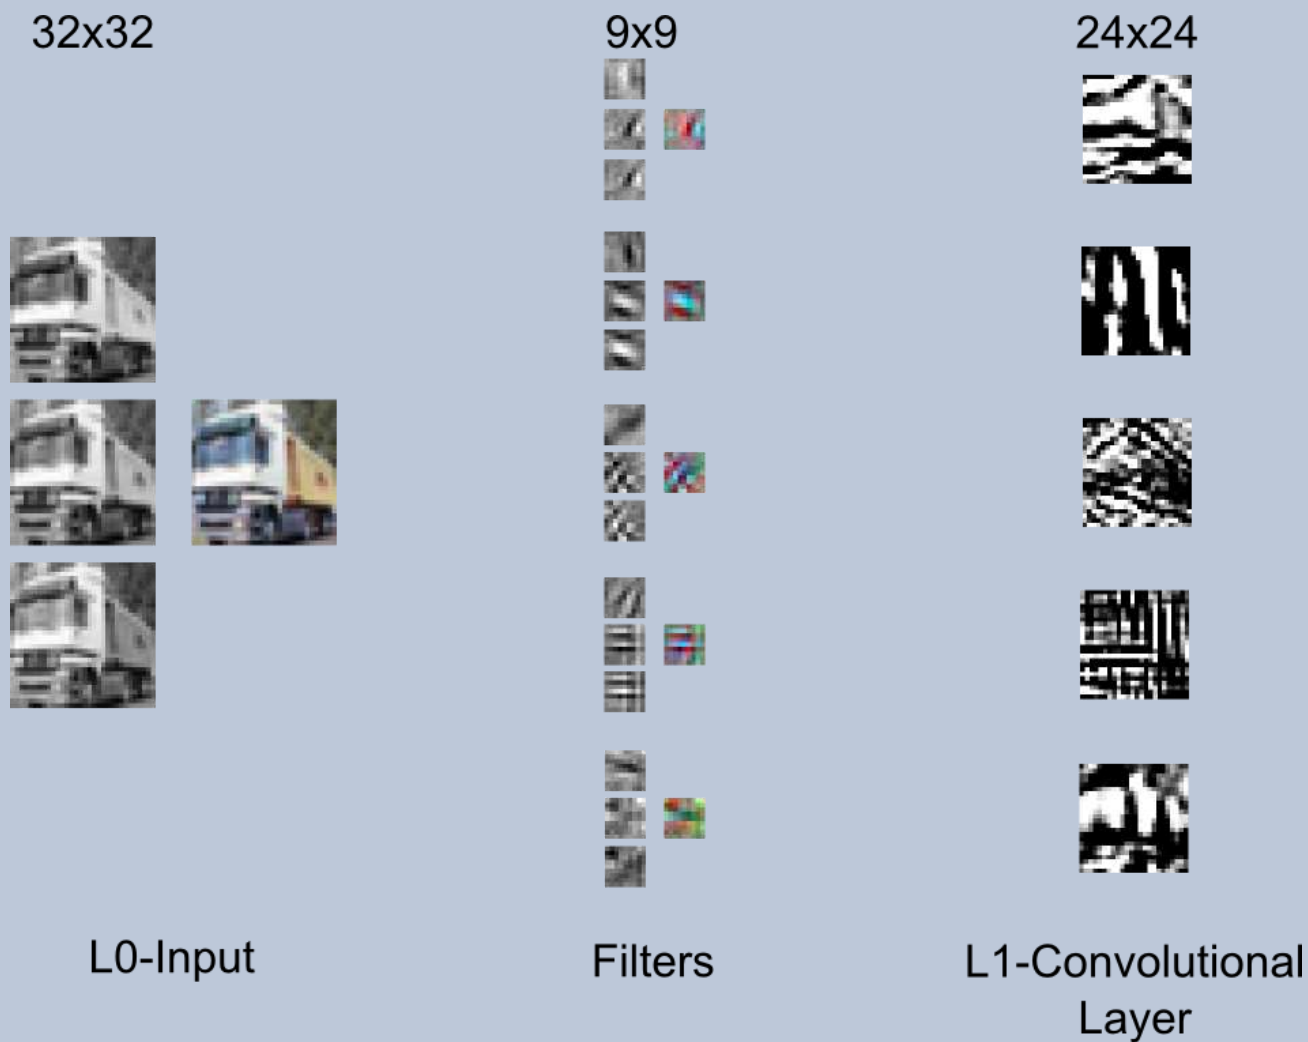 32x32
9x9
24x24
L0-Input
Filters
L1-Convolutional
Layer